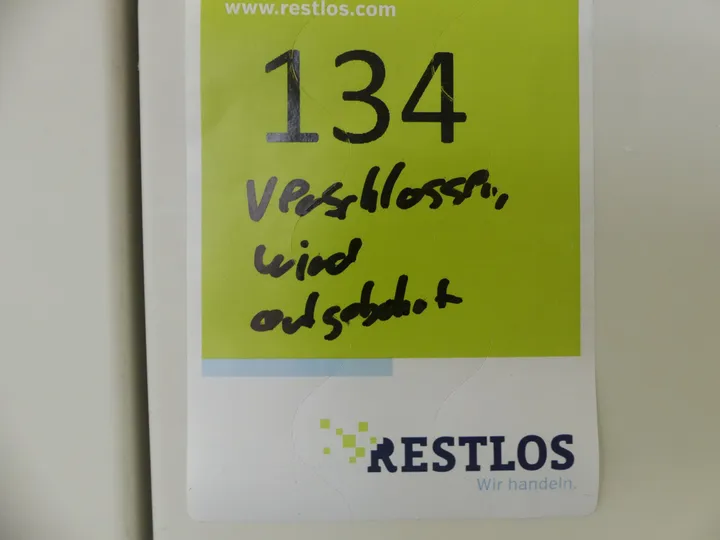 www.restlos.com
134
Verschlossen,
wird
aufgebohrt
RESTLOS
Wir handeln.